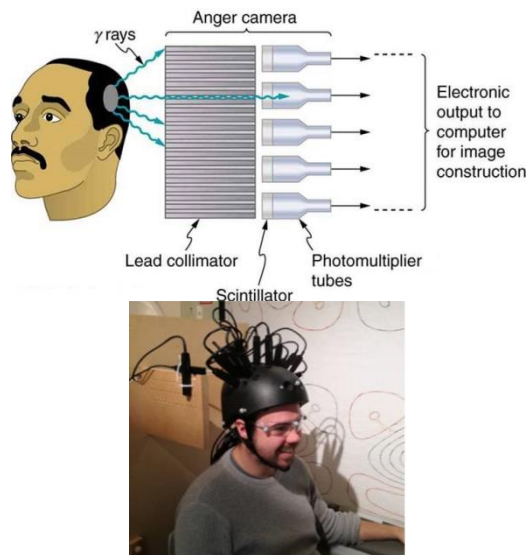 Anger camera
γ rays
Electronic
output to
computer
for image
construction
Lead collimator
Photomultiplier
tubes
Scintillator